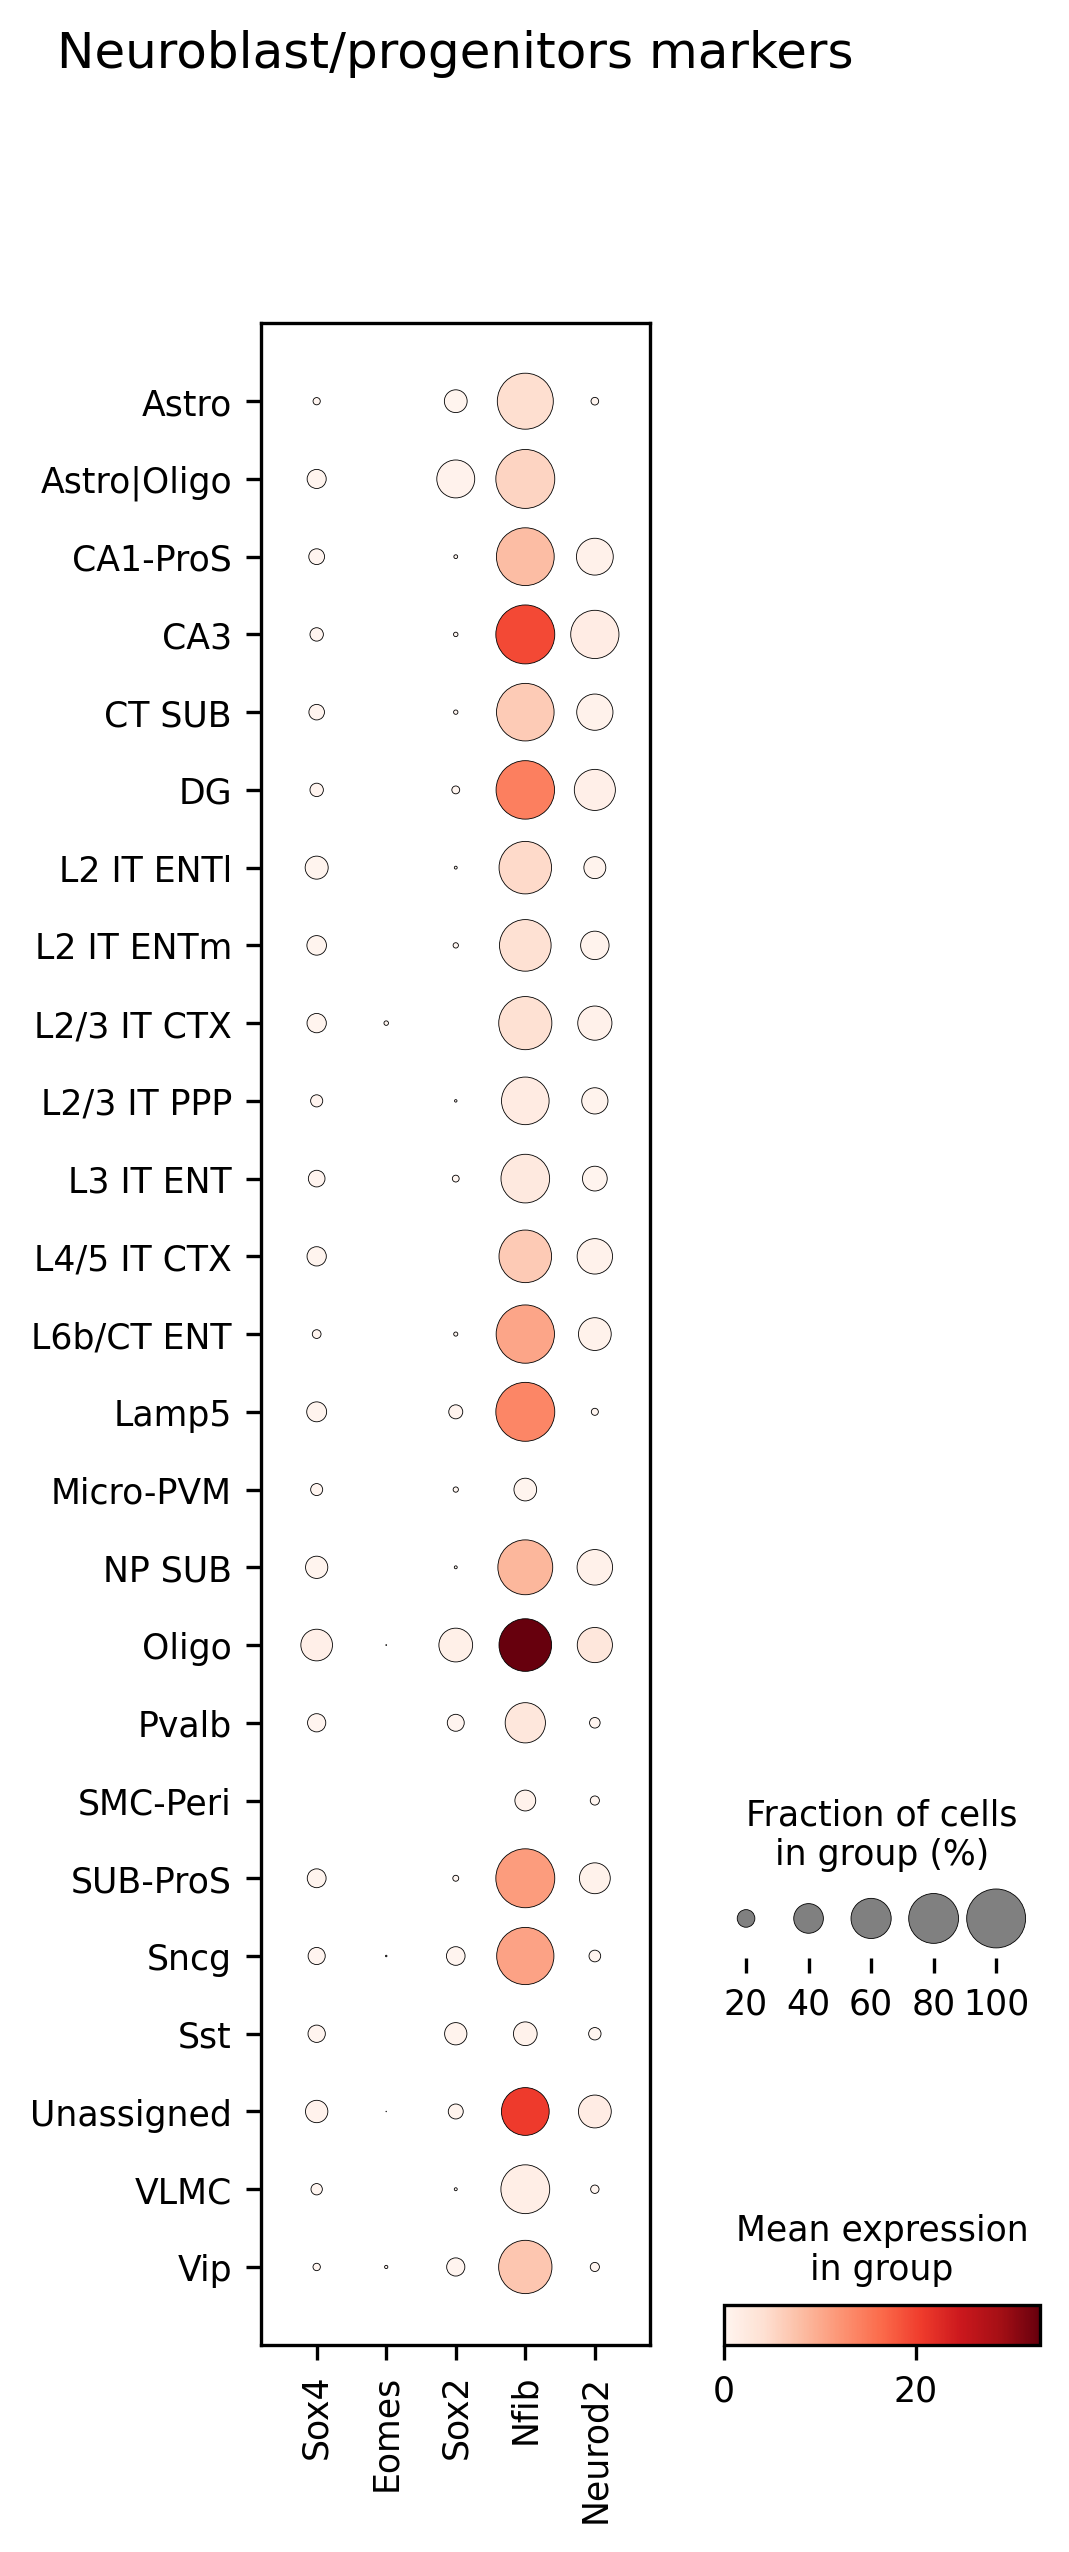 Neuroblast/progenitors markers
Astro
Astro|Oligo
CA1-ProS
CA3
CT SUB
DG
L2 IT ENTl
L2 IT ENTm
L2/3 IT CTX
L2/3 IT PPP
L3 IT ENT
L4/5 IT CTX
L6b/CT ENT
Lamp5
Micro-PVM
NP SUB
Oligo
Pvalb
SMC-Peri
SUB-ProS
Sncg
Sst
Unassigned
VLMC
Vip
Sox4
Eomes
Sox2
Nfib
Neurod2
Fraction of cells
in group (%)
20 40 60 80 100
Mean expression
in group
0 20